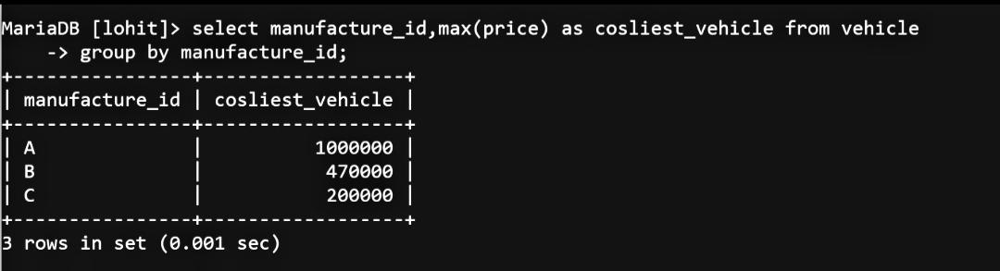 MariaDB [lohit]> select manufacture_id,max(price) as cosliest_vehicle from vehicle
    -> group by manufacture_id;
+----------------+------------------+
| manufacture_id | cosliest_vehicle |
+----------------+------------------+
| A              |          1000000 |
| B              |           470000 |
| C              |           200000 |
+----------------+------------------+
3 rows in set (0.001 sec)